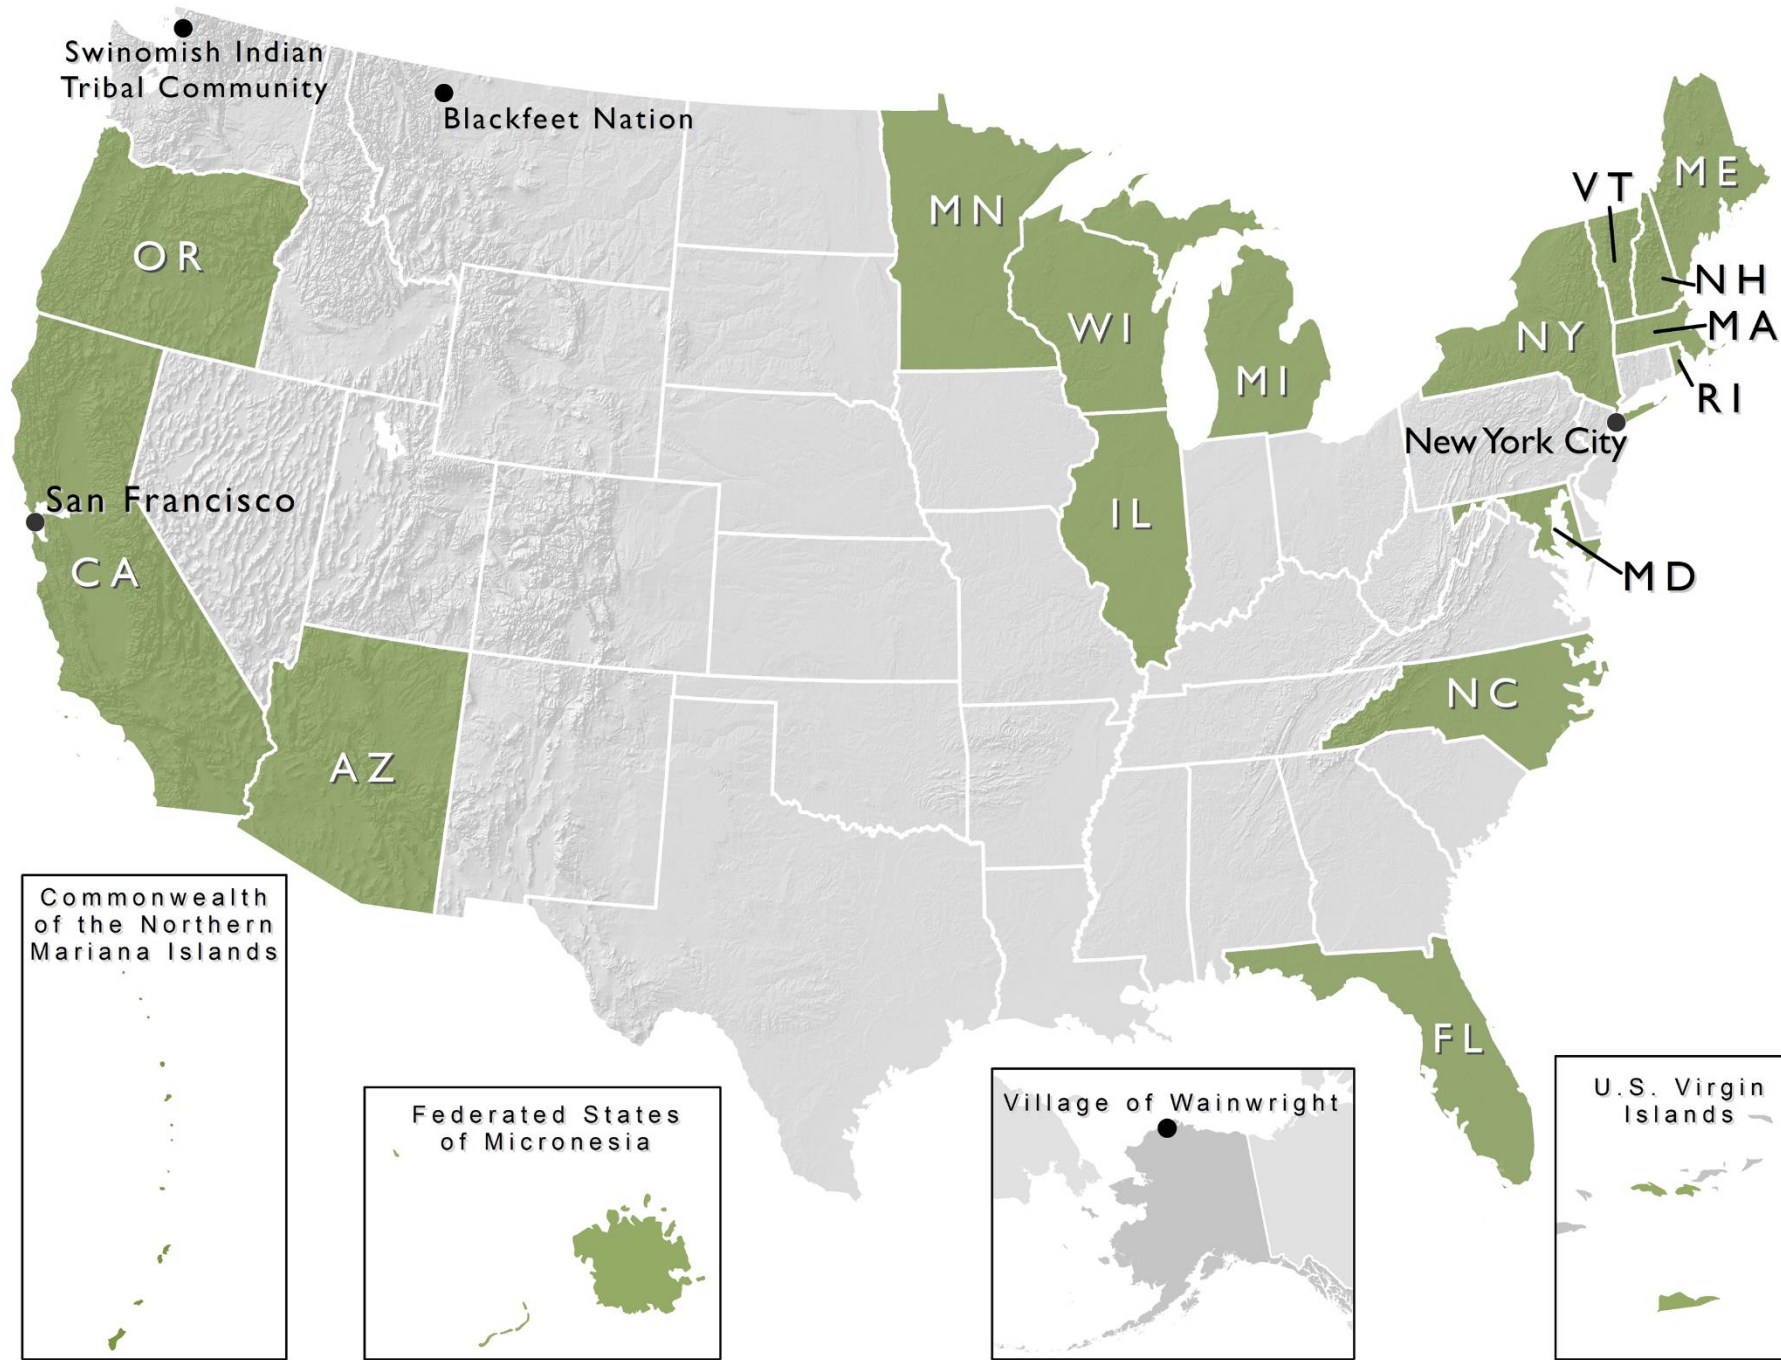 Swinomish Indian
Tribal Community
Blackfeet Nation
ME
VT
MN
OR
NH
MA
WI
NY
MI
RI
New York City
San Francisco
IL
CA
MD
NC
AZ
Commonwealth
of the Northern
Mariana Islands
FL
Federated States
of Micronesia
Village of Wainwright
U.S. Virgin
Islands